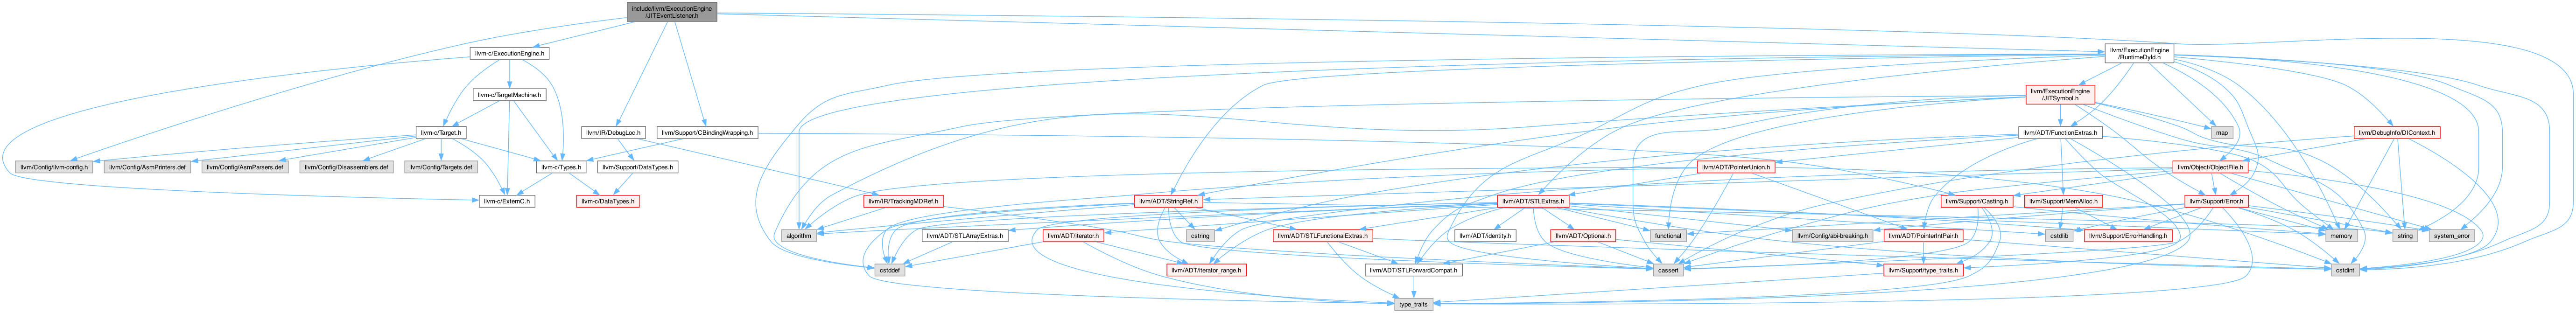 include/llvm/ExecutionEngine
/JITEventListener.h
llvm-c/ExecutionEngine.h
llvm/ExecutionEngine
/RuntimeDyld.h
llvm-c/TargetMachine.h
llvm/ExecutionEngine
/JITSymbol.h
llvm-c/Target.h
llvm/IR/DebugLoc.h
llvm/Support/CBindingWrapping.h
llvm/ADT/FunctionExtras.h
map
llvm/DebugInfo/DIContext.h
llvm/Config/llvm-config.h
llvm/Config/AsmPrinters.def
llvm/Config/AsmParsers.def
llvm/Config/Disassemblers.def
llvm/Config/Targets.def
llvm-c/Types.h
llvm/Support/DataTypes.h
llvm/ADT/PointerUnion.h
llvm/Object/ObjectFile.h
llvm-c/ExternC.h
llvm-c/DataTypes.h
llvm/IR/TrackingMDRef.h
llvm/ADT/StringRef.h
llvm/ADT/STLExtras.h
llvm/Support/Casting.h
llvm/Support/MemAlloc.h
llvm/Support/Error.h
algorithm
llvm/ADT/STLArrayExtras.h
llvm/ADT/iterator.h
cstring
llvm/ADT/STLFunctionalExtras.h
llvm/ADT/identity.h
llvm/ADT/Optional.h
functional
llvm/Config/abi-breaking.h
llvm/ADT/PointerIntPair.h
cstdlib
llvm/Support/ErrorHandling.h
memory
string
system_error
cstddef
llvm/ADT/iterator_range.h
llvm/ADT/STLForwardCompat.h
cassert
llvm/Support/type_traits.h
cstdint
type_traits